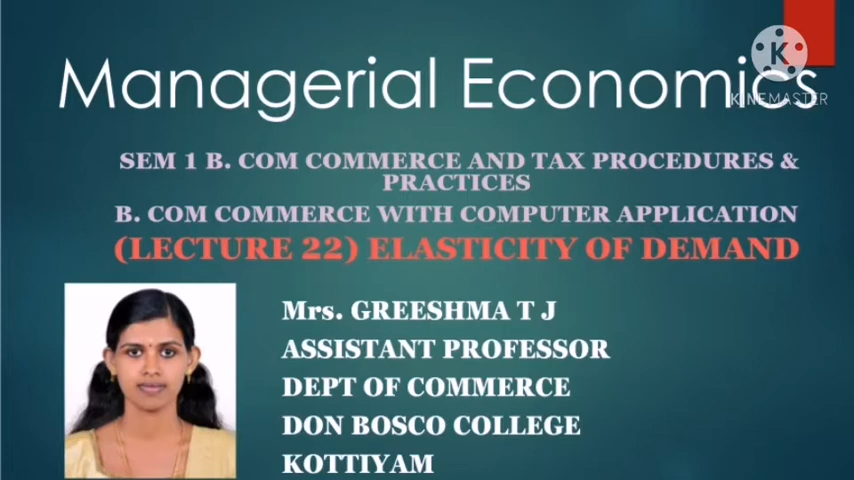 Managerial Economics
K
KINEMASTER
SEM 1 B. COM COMMERCE AND TAX PROCEDURES &
PRACTICES
B. COM COMMERCE WITH COMPUTER APPLICATION
(LECTURE 22) ELASTICITY OF DEMAND
Mrs. GREESHMA T J
ASSISTANT PROFESSOR
DEPT OF COMMERCE
DON BOSCO COLLEGE
KOTTIYAM